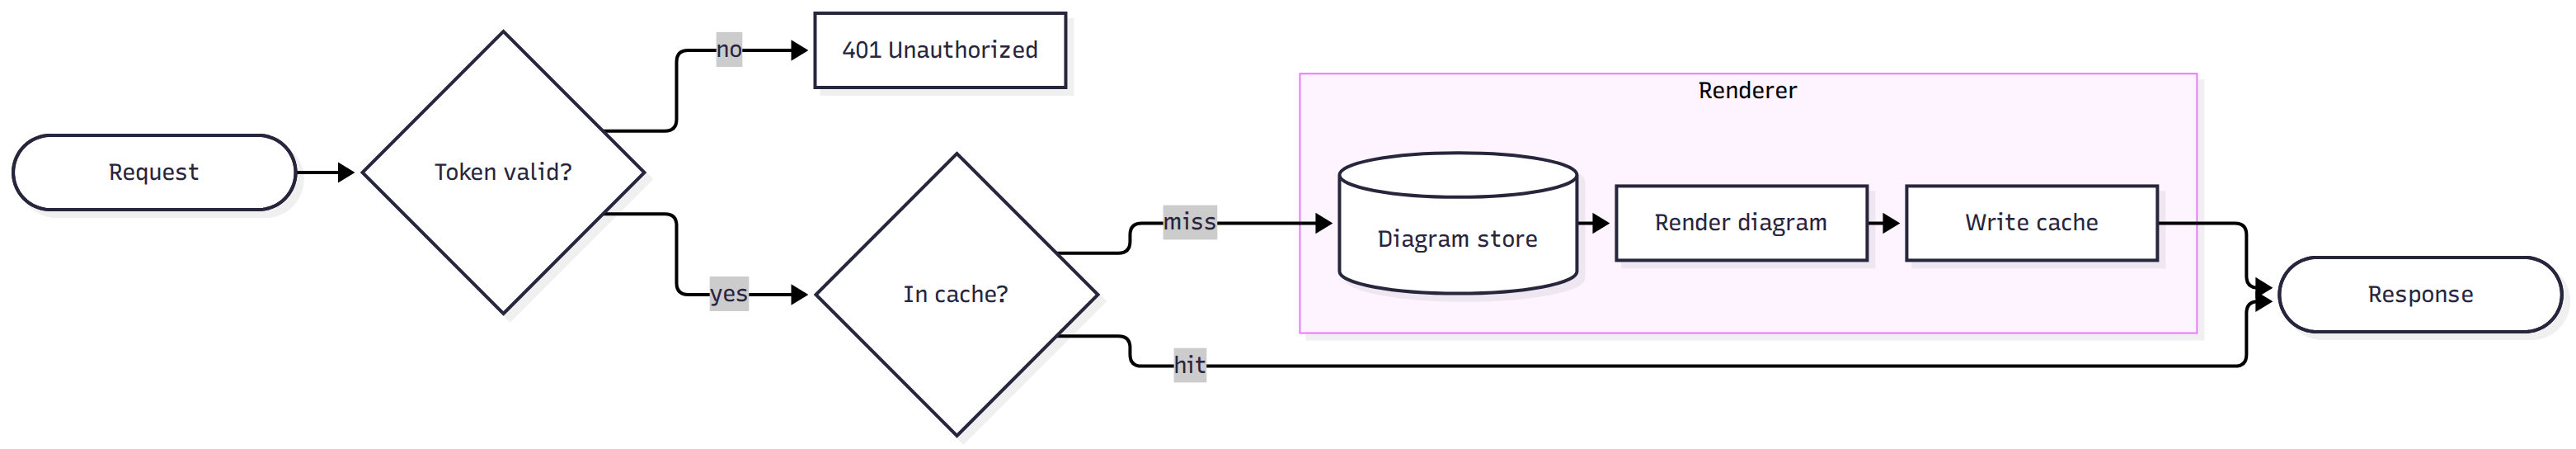 Request
Token valid?
no
401 Unauthorized
yes
In cache?
miss
hit
Renderer
Diagram store
Render diagram
Write cache
Response